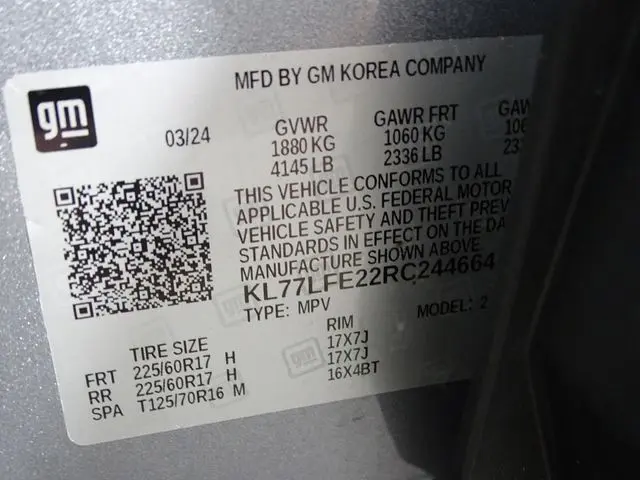 MFD BY GM KOREA COMPANY
gm
03/24
GVWR
1880 KG
4145 LB
GAWR FRT
1060 KG
2336 LB
THIS VEHICLE CONFORMS TO ALL
APPLICABLE U.S. FEDERAL MOTOR
VEHICLE SAFETY AND THEFT PREV
STANDARDS IN EFFECT ON THE DA
MANUFACTURE SHOWN ABOVE
KL77LFE22RC244664
TYPE: MPV MODEL: 2
TIRE SIZE RIM
FRT 225/60R17 H 17X7J
RR 225/60R17 H 17X7J
SPA T125/70R16 M 16X4BT